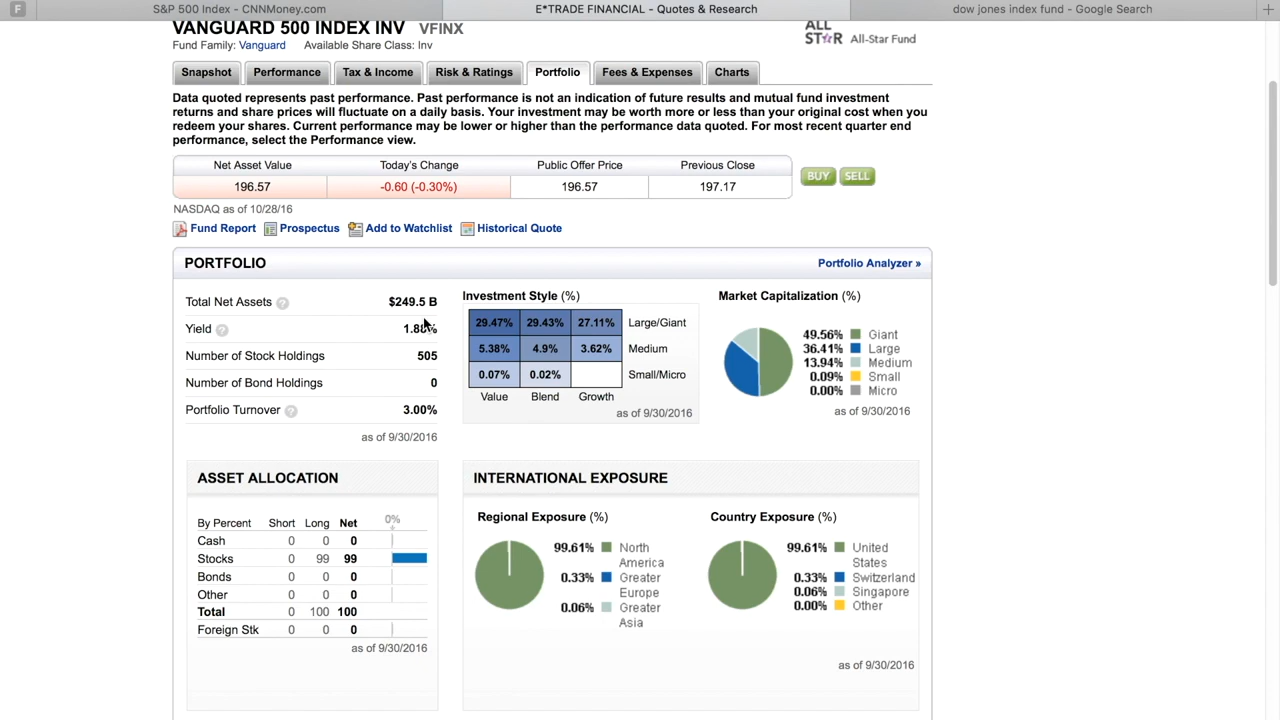 F
S&P 500 Index - CNNMoney.com
E*TRADE FINANCIAL - Quotes & Research
dow jones index fund - Google Search
VANGUARD 500 INDEX INV VFINX
Fund Family: Vanguard Available Share Class: Inv
ALL
STAR All-Star Fund
Snapshot Performance Tax & Income Risk & Ratings Portfolio Fees & Expenses Charts
Data quoted represents past performance. Past performance is not an indication of future results and mutual fund investment
returns and share prices will fluctuate on a daily basis. Your investment may be worth more or less than your original cost when you
redeem your shares. Current performance may be lower or higher than the performance data quoted. For most recent quarter end
performance, select the Performance view.
Net Asset Value Today's Change Public Offer Price Previous Close
196.57 -0.60 (-0.30%) 196.57 197.17
BUY SELL
NASDAQ as of 10/28/16
Fund Report Prospectus Add to Watchlist Historical Quote
PORTFOLIO
Portfolio Analyzer »
Total Net Assets ? $249.5 B
Yield ?
Number of Stock Holdings 505
Number of Bond Holdings 0
Portfolio Turnover ? 3.00%
as of 9/30/2016
Investment Style (%)
29.47% 29.43% 27.11% Large/Giant
5.38% 4.9% 3.62% Medium
0.07% 0.02% Small/Micro
Value Blend Growth
as of 9/30/2016
Market Capitalization (%)
49.56% Giant
36.41% Large
13.94% Medium
0.09% Small
0.00% Micro
as of 9/30/2016
ASSET ALLOCATION
By Percent Short Long Net 0%
Cash 0 0 0
Stocks 0 99 99
Bonds 0 0 0
Other 0 0 0
Total 0 100 100
Foreign Stk 0 0 0
as of 9/30/2016
INTERNATIONAL EXPOSURE
Regional Exposure (%)
99.61% North
America
0.33% Greater
Europe
0.06% Greater
Asia
Country Exposure (%)
99.61% United
States
0.33% Switzerland
0.06% Singapore
0.00% Other
as of 9/30/2016